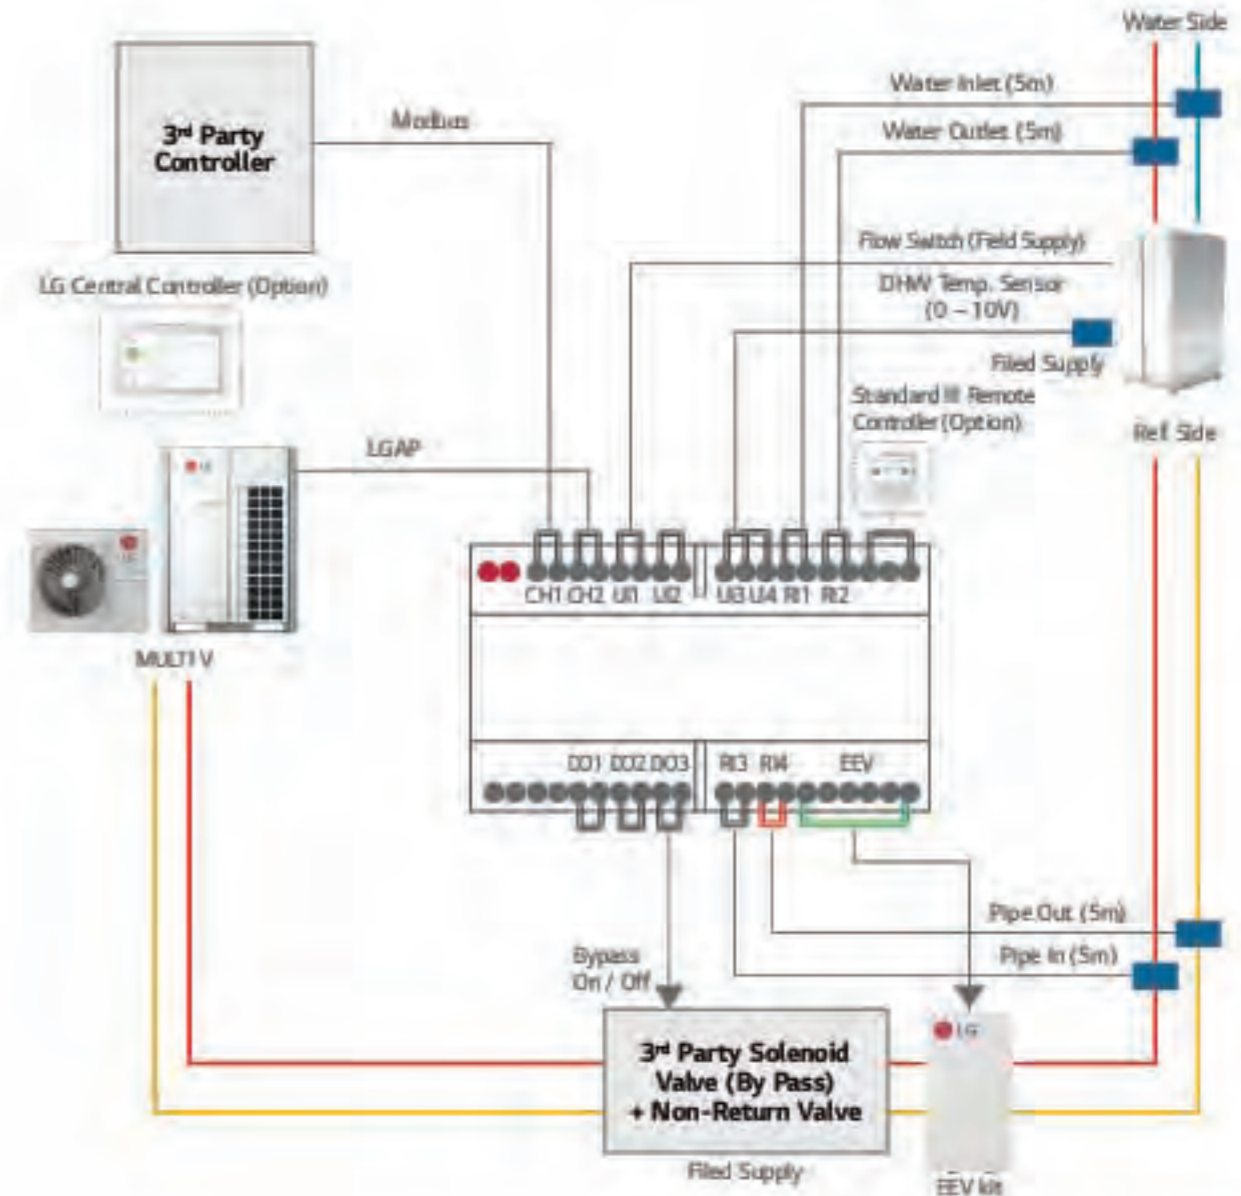 Water Side
Water Inlet (5m)
Modbus
Water Outlet (5m)
3rd Party
Controller
Flow Switch (Field Supply)
LG Central Controller (Option)
DHW Temp. Sensor
(0 – 10V)
Filed Supply
Standard III Remote
Controller (Option)
Ref. Side
LGAP
LG
LG
MULTI V
CH1 CH2 UI1 UI2 UI3 UI4 RI1 RI2
DO1 DO2 DO3 RI3 RI4 EEV
Pipe Out (5m)
Bypass
On / Off
Pipe In (5m)
LG
3rd Party Solenoid
Valve (By Pass)
+ Non-Return Valve
Filed Supply
EEV kit